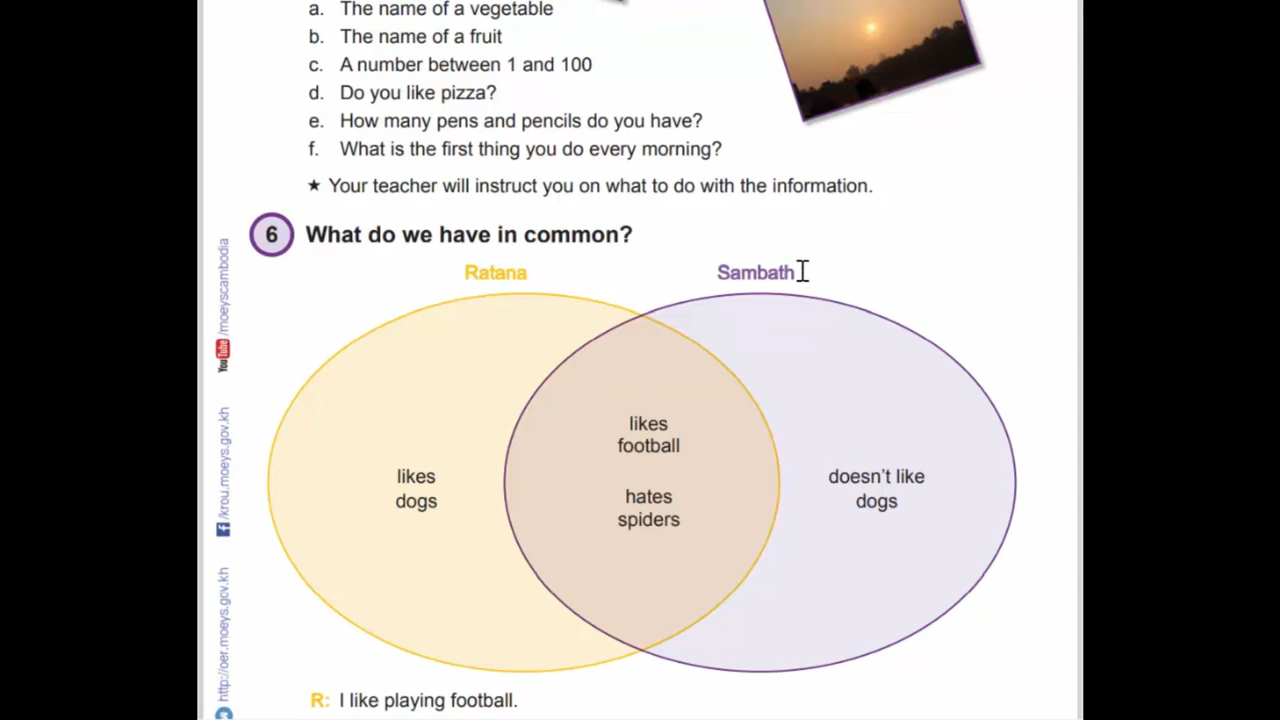 a. The name of a vegetable
b. The name of a fruit
c. A number between 1 and 100
d. Do you like pizza?
e. How many pens and pencils do you have?
f. What is the first thing you do every morning?
★ Your teacher will instruct you on what to do with the information.
6 What do we have in common?
Ratana
Sambath
likes
dogs
likes
football
hates
spiders
doesn't like
dogs
R: I like playing football.
YouTube /moeyscambodia
f /krou.moeys.gov.kh
http://oer.moeys.gov.kh